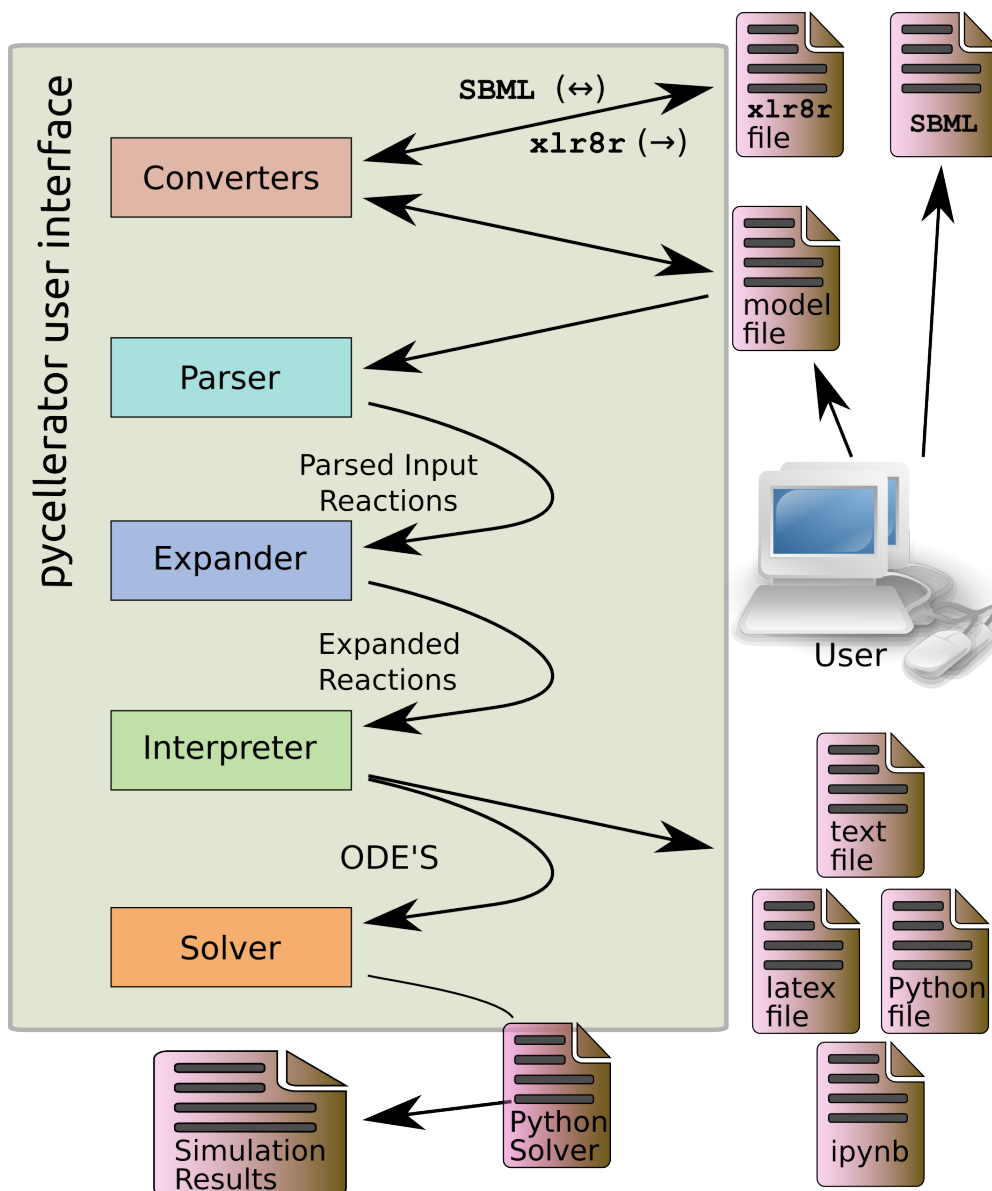 pycellerator user interface
SBML (↔)
xlr8r (→)
xlr8r
file
SBML
Converters
model
file
Parser
Parsed Input
Reactions
Expander
User
Expanded
Reactions
Interpreter
text
file
ODE'S
Solver
latex
file
Python
file
Python
Solver
Simulation
Results
ipynb